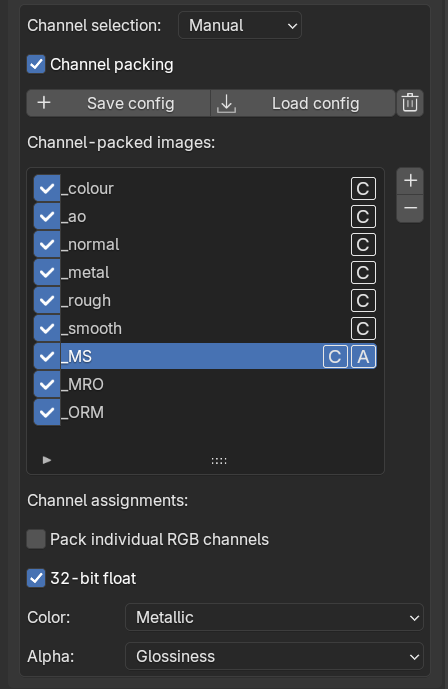 Channel selection: Manual
Channel packing
+ Save config Load config
Channel-packed images:
_colour C
_ao C
_normal C
_metal C
_rough C
_smooth C
_MS C A
_MRO
_ORM
Channel assignments:
Pack individual RGB channels
32-bit float
Color: Metallic
Alpha: Glossiness